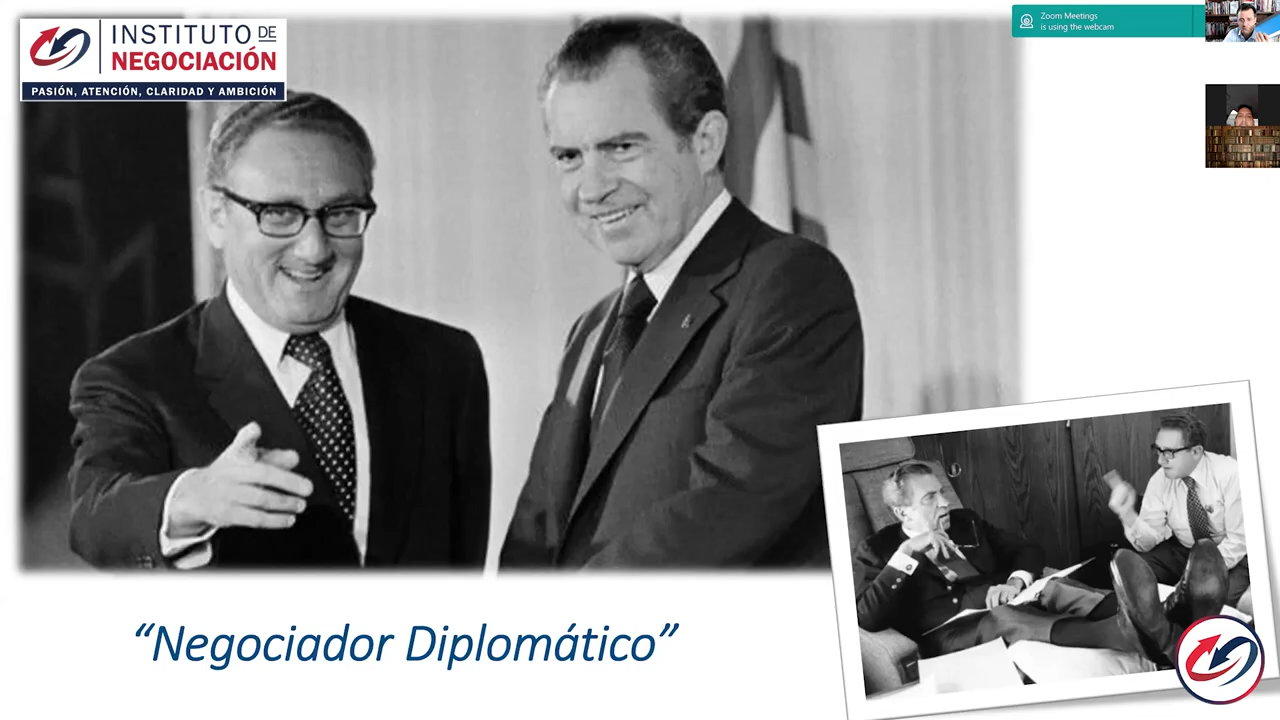 INSTITUTO DE
NEGOCIACIÓN
PASIÓN, ATENCIÓN, CLARIDAD Y AMBICIÓN
Zoom Meetings
is using the webcam
“Negociador Diplomático”